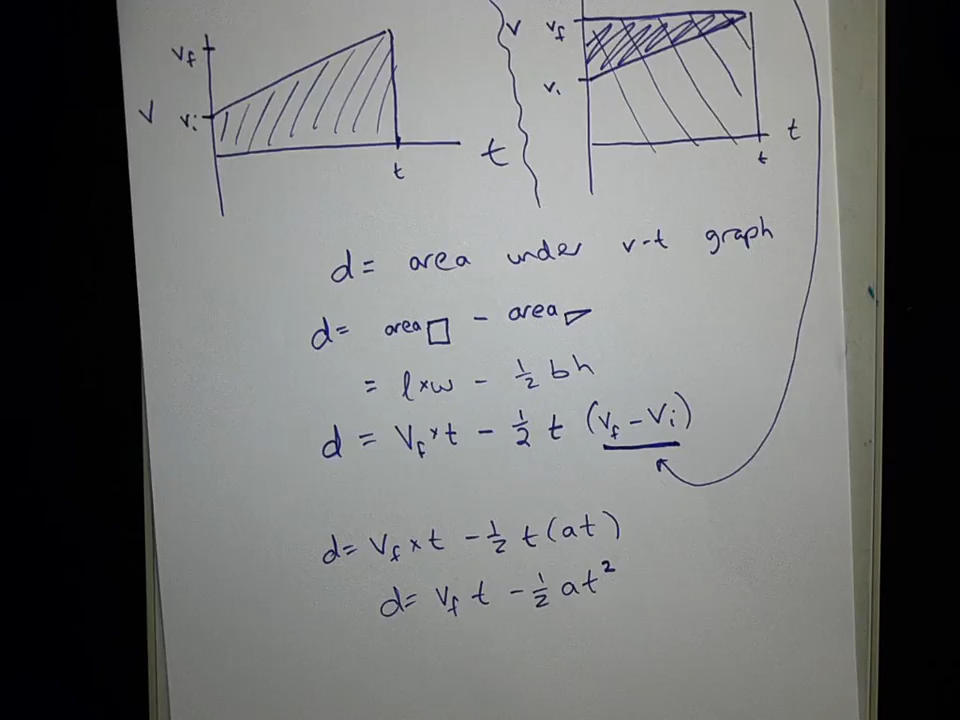 vf
V
vi
t
t
v
vf
vi
t
t
d= area under v-t graph
d= area□ - area▽
= l×w - ½ bh
d = Vf×t - ½ t (Vf - Vi)
d= Vf×t - ½ t(at)
d= Vf t - ½ at²